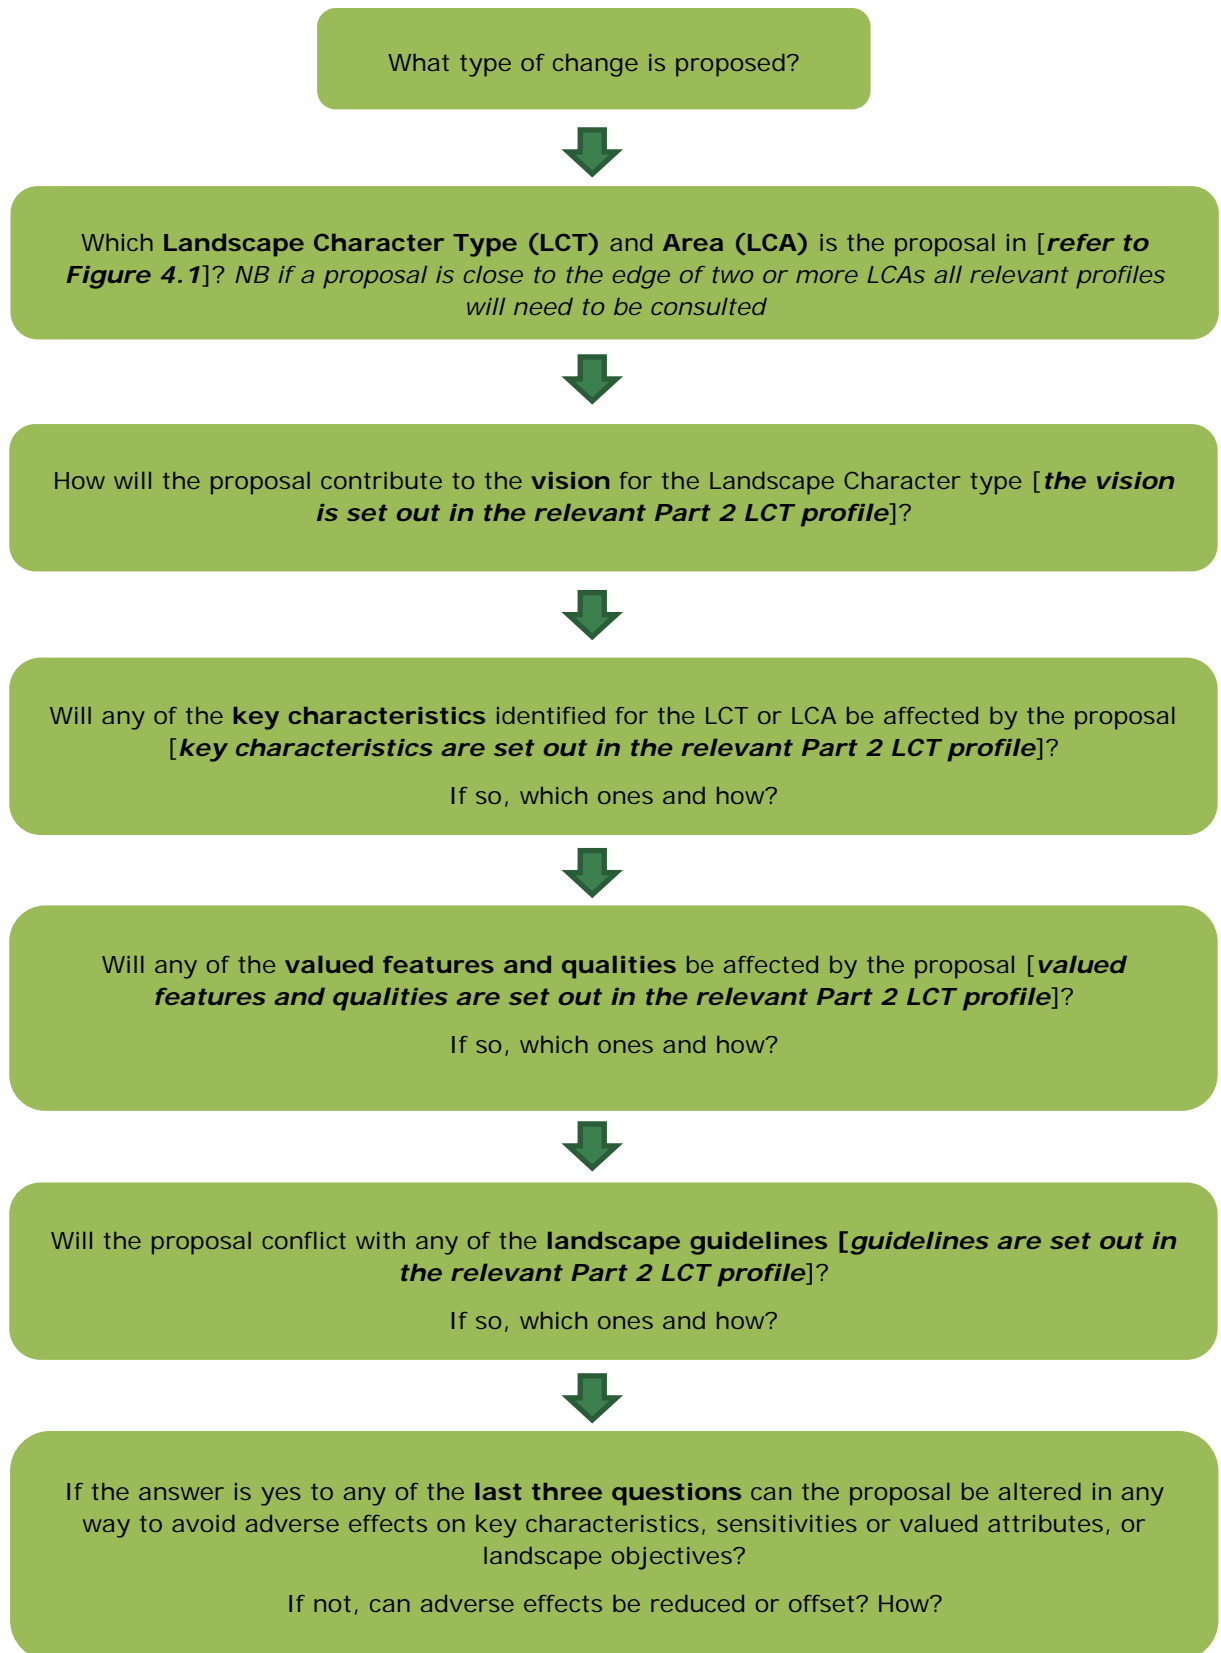 What type of change is proposed?
Which Landscape Character Type (LCT) and Area (LCA) is the proposal in [refer to
Figure 4.1]? NB if a proposal is close to the edge of two or more LCAs all relevant profiles
will need to be consulted
How will the proposal contribute to the vision for the Landscape Character type [the vision
is set out in the relevant Part 2 LCT profile]?
Will any of the key characteristics identified for the LCT or LCA be affected by the proposal
[key characteristics are set out in the relevant Part 2 LCT profile]?
If so, which ones and how?
Will any of the valued features and qualities be affected by the proposal [valued
features and qualities are set out in the relevant Part 2 LCT profile]?
If so, which ones and how?
Will the proposal conflict with any of the landscape guidelines [guidelines are set out in
the relevant Part 2 LCT profile]?
If so, which ones and how?
If the answer is yes to any of the last three questions can the proposal be altered in any
way to avoid adverse effects on key characteristics, sensitivities or valued attributes, or
landscape objectives?
If not, can adverse effects be reduced or offset? How?